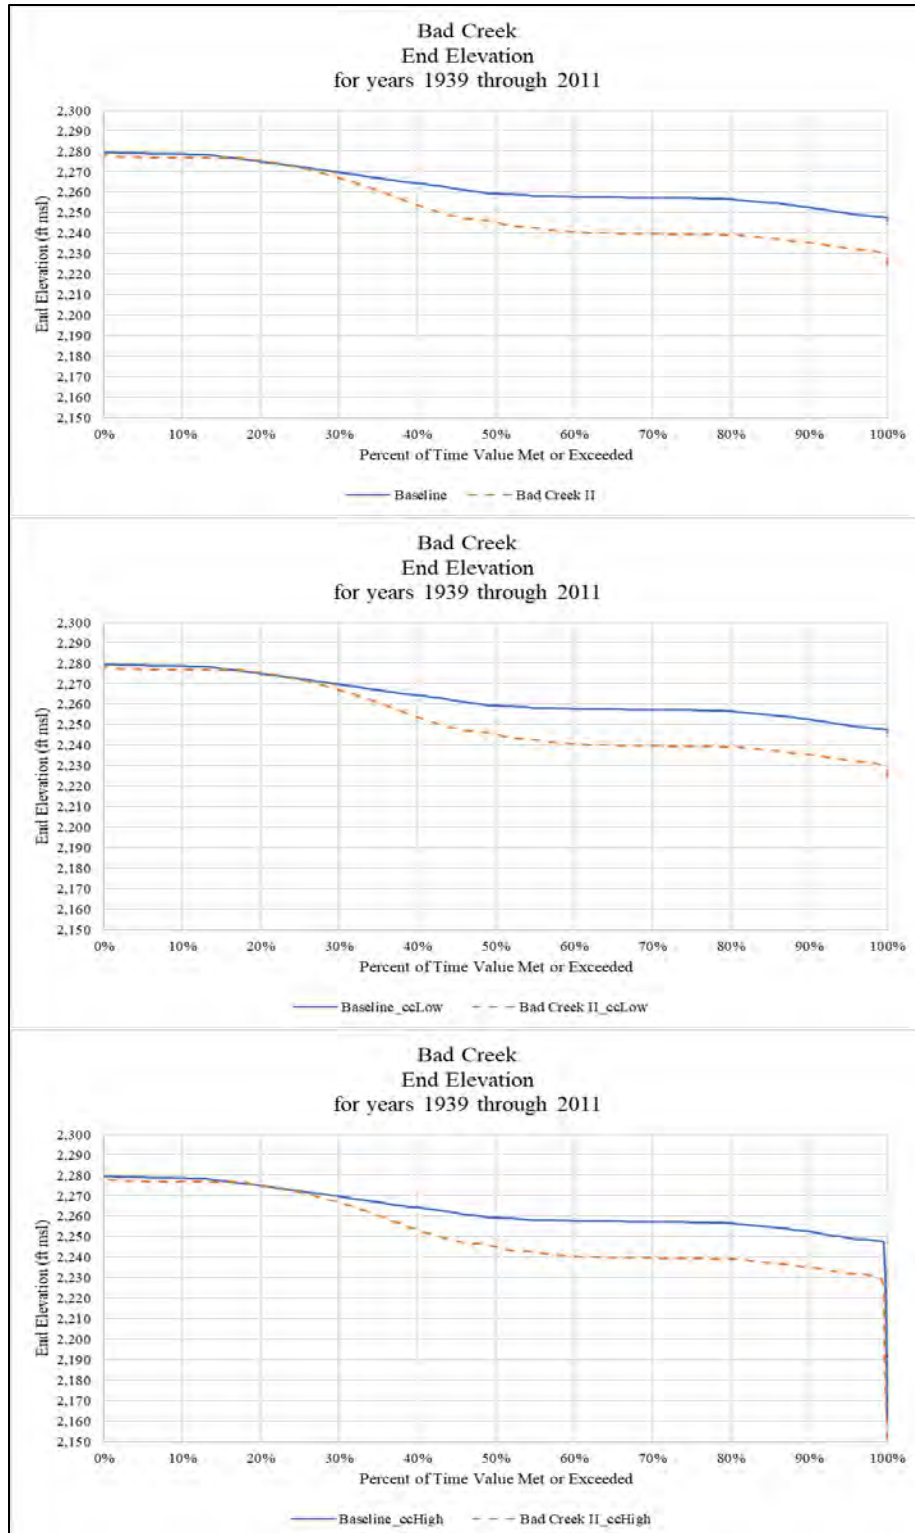 Bad Creek
End Elevation
for years 1939 through 2011
2,300
2,290
2,280
2,270
2,260
2,250
2,240
2,230
2,220
2,210
2,200
2,190
2,180
2,170
2,160
2,150
End Elevation (ft msl)
0% 10% 20% 30% 40% 50% 60% 70% 80% 90% 100%
Percent of Time Value Met or Exceeded
Baseline Bad Creek II
Bad Creek
End Elevation
for years 1939 through 2011
2,300
2,290
2,280
2,270
2,260
2,250
2,240
2,230
2,220
2,210
2,200
2,190
2,180
2,170
2,160
2,150
End Elevation (ft msl)
0% 10% 20% 30% 40% 50% 60% 70% 80% 90% 100%
Percent of Time Value Met or Exceeded
Baseline_ccLow Bad Creek II_ccLow
Bad Creek
End Elevation
for years 1939 through 2011
2,300
2,290
2,280
2,270
2,260
2,250
2,240
2,230
2,220
2,210
2,200
2,190
2,180
2,170
2,160
2,150
End Elevation (ft msl)
0% 10% 20% 30% 40% 50% 60% 70% 80% 90% 100%
Percent of Time Value Met or Exceeded
Baseline_ccHigh Bad Creek II_ccHigh